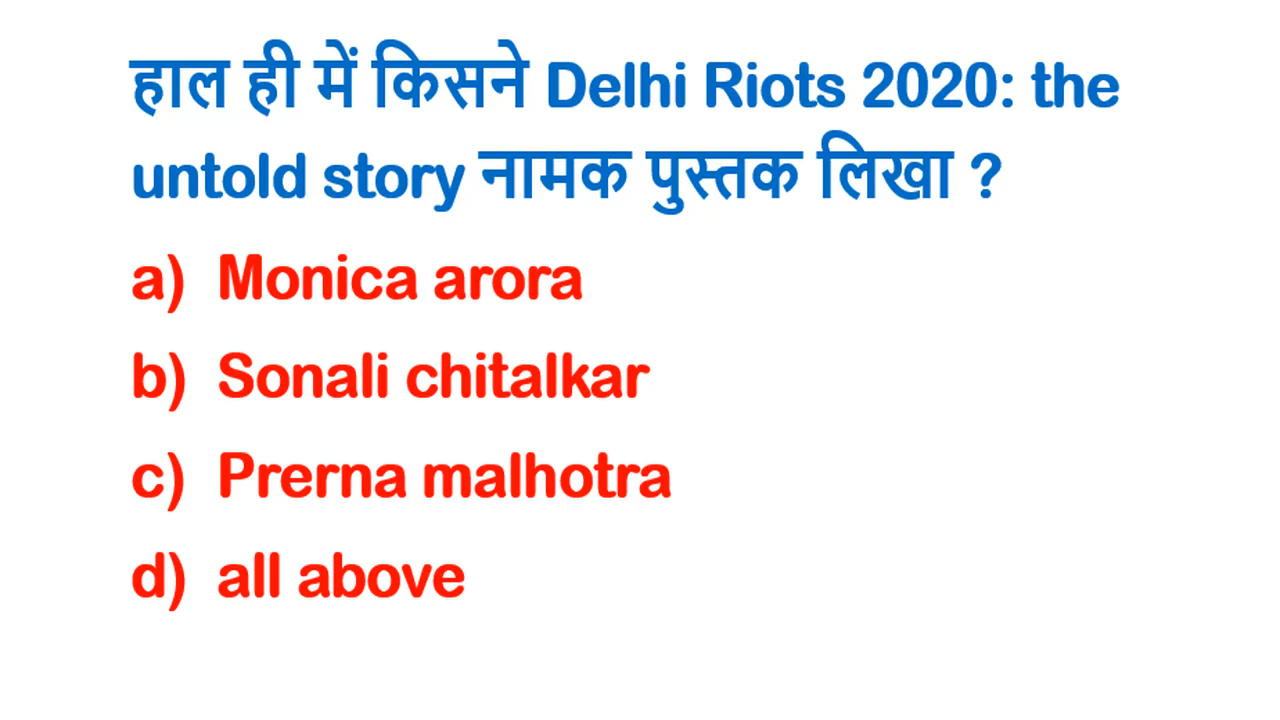 हाल ही में किसने Delhi Riots 2020: the
untold story नामक पुस्तक लिखा ?
a) Monica arora
b) Sonali chitalkar
c) Prerna malhotra
d) all above